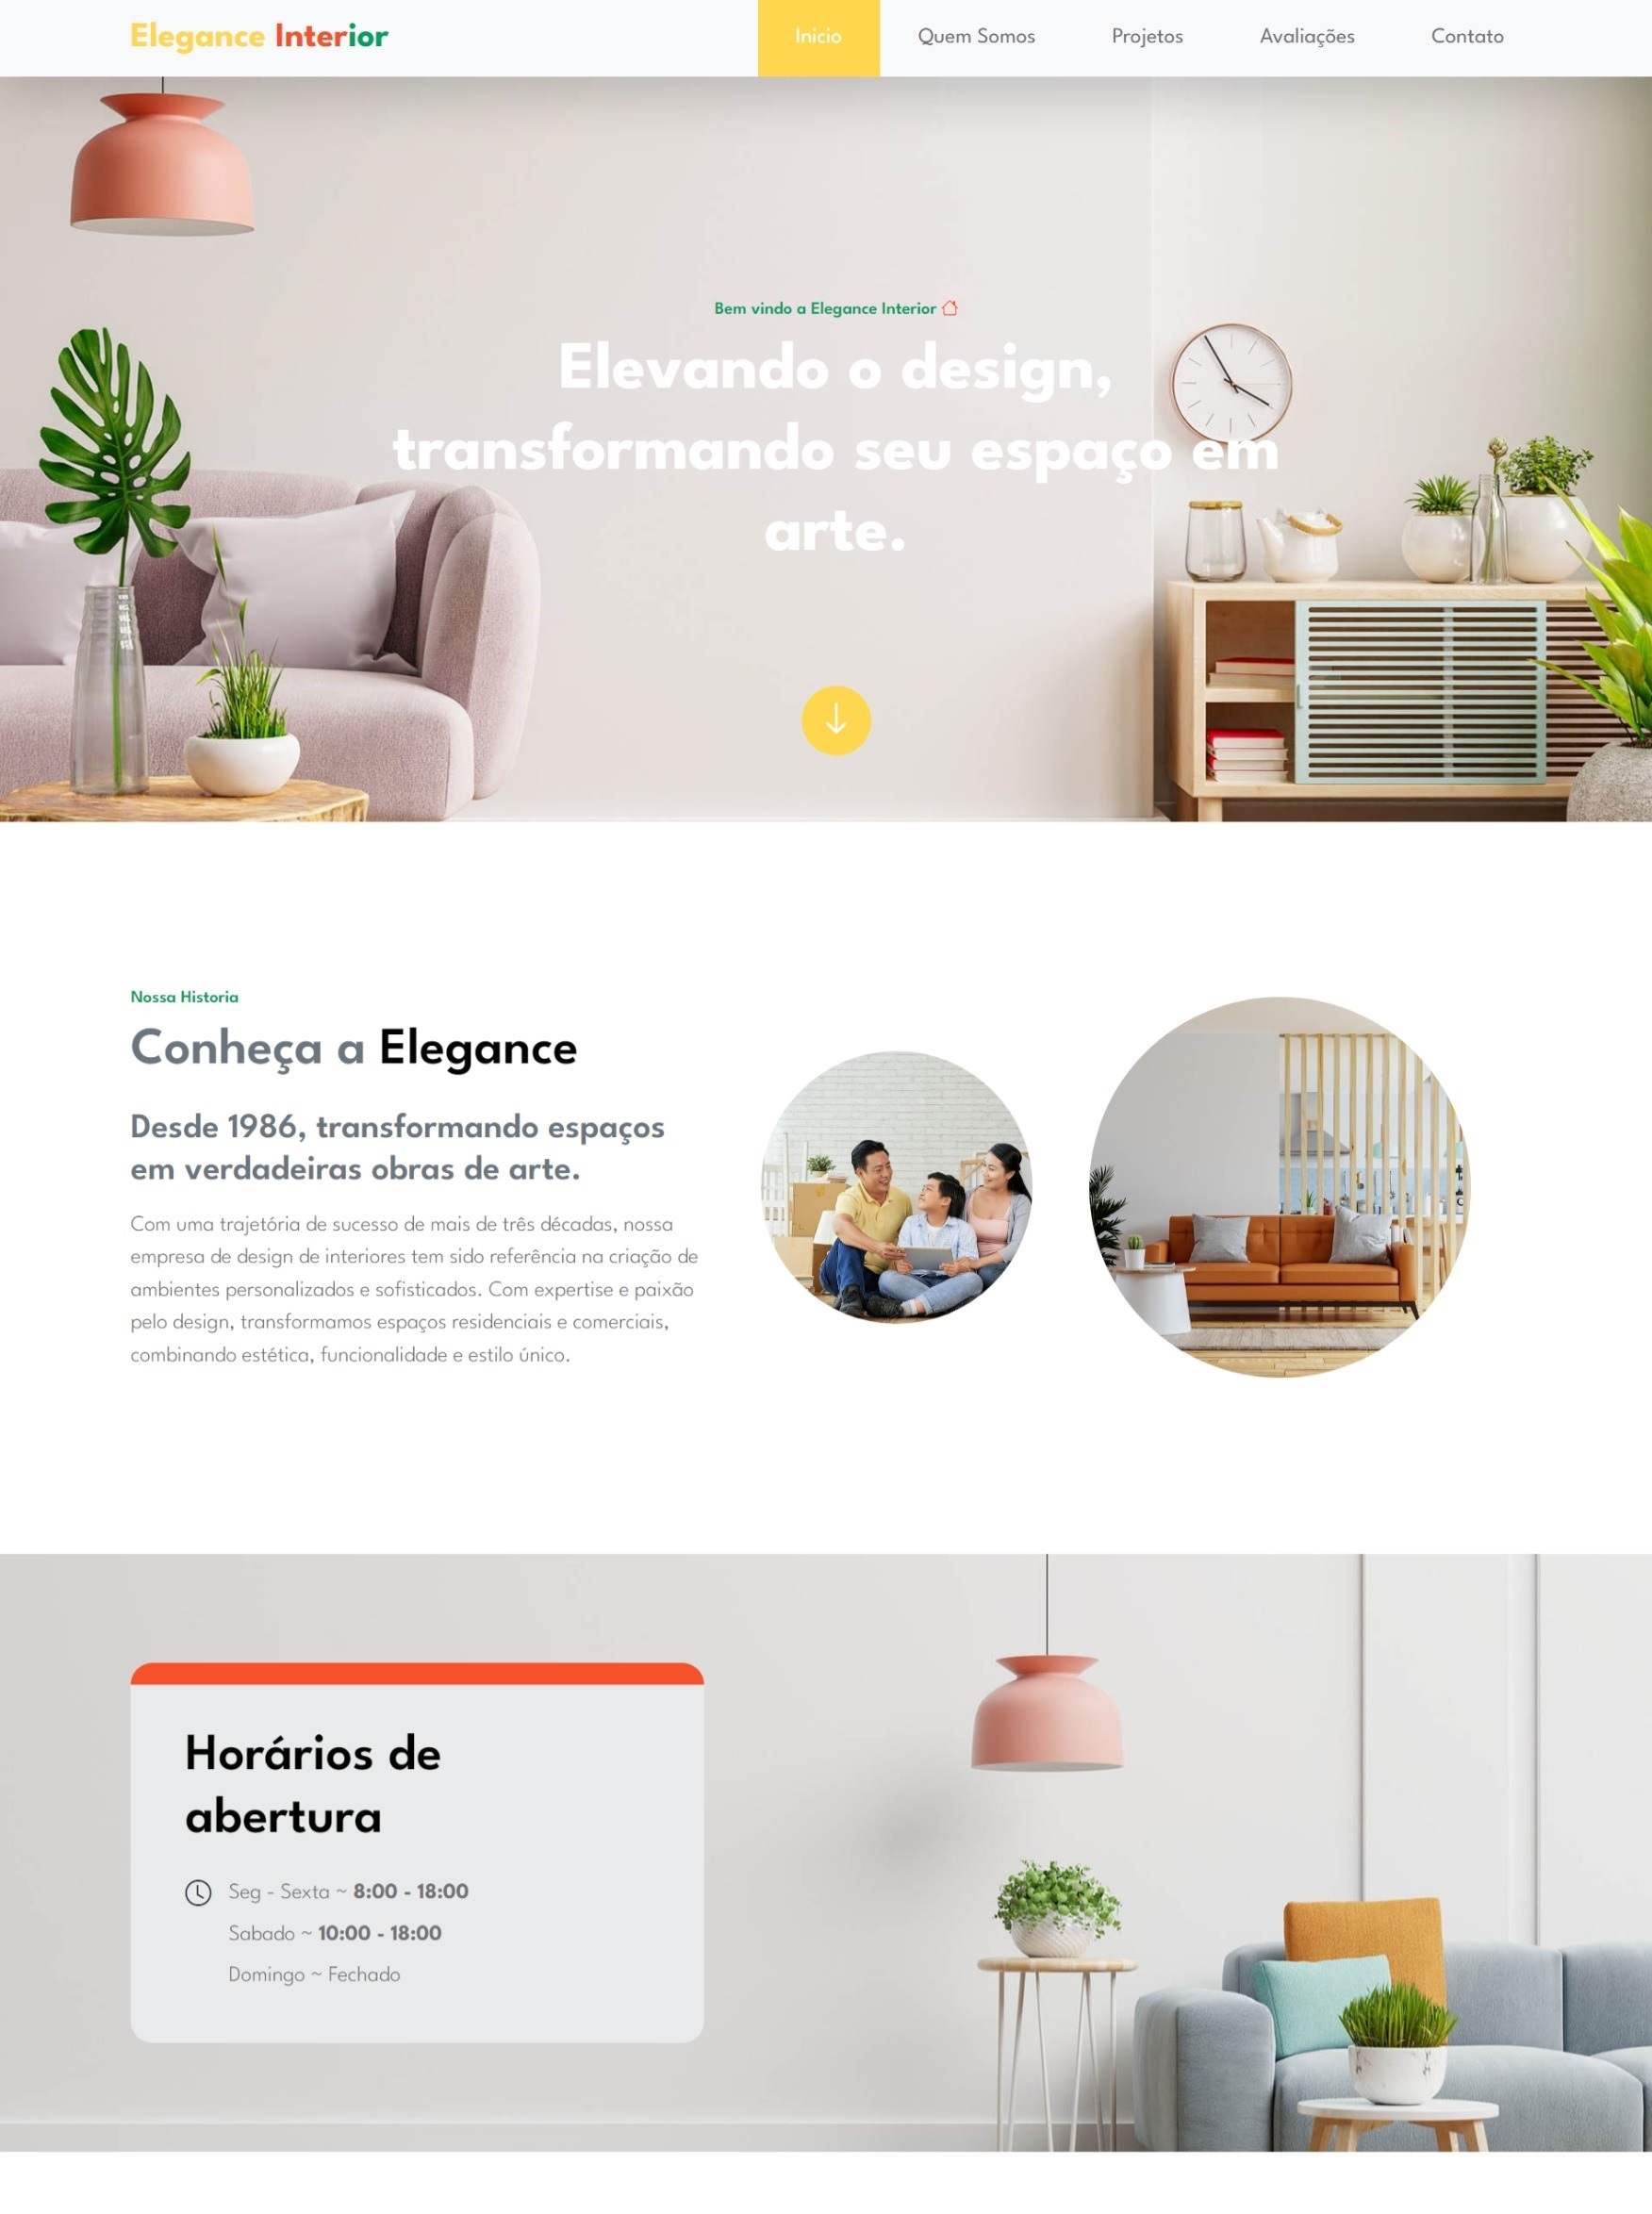 Elegance Interior
Inicio
Quem Somos
Projetos
Avaliações
Contato
Bem vindo a Elegance Interior
Elevando o design,
transformando seu espaço em
arte.
Nossa Historia
Conheça a Elegance
Desde 1986, transformando espaços
em verdadeiras obras de arte.
Com uma trajetória de sucesso de mais de três décadas, nossa
empresa de design de interiores tem sido referência na criação de
ambientes personalizados e sofisticados. Com expertise e paixão
pelo design, transformamos espaços residenciais e comerciais,
combinando estética, funcionalidade e estilo único.
Horários de
abertura
Seg - Sexta ~ 8:00 - 18:00
Sabado ~ 10:00 - 18:00
Domingo ~ Fechado